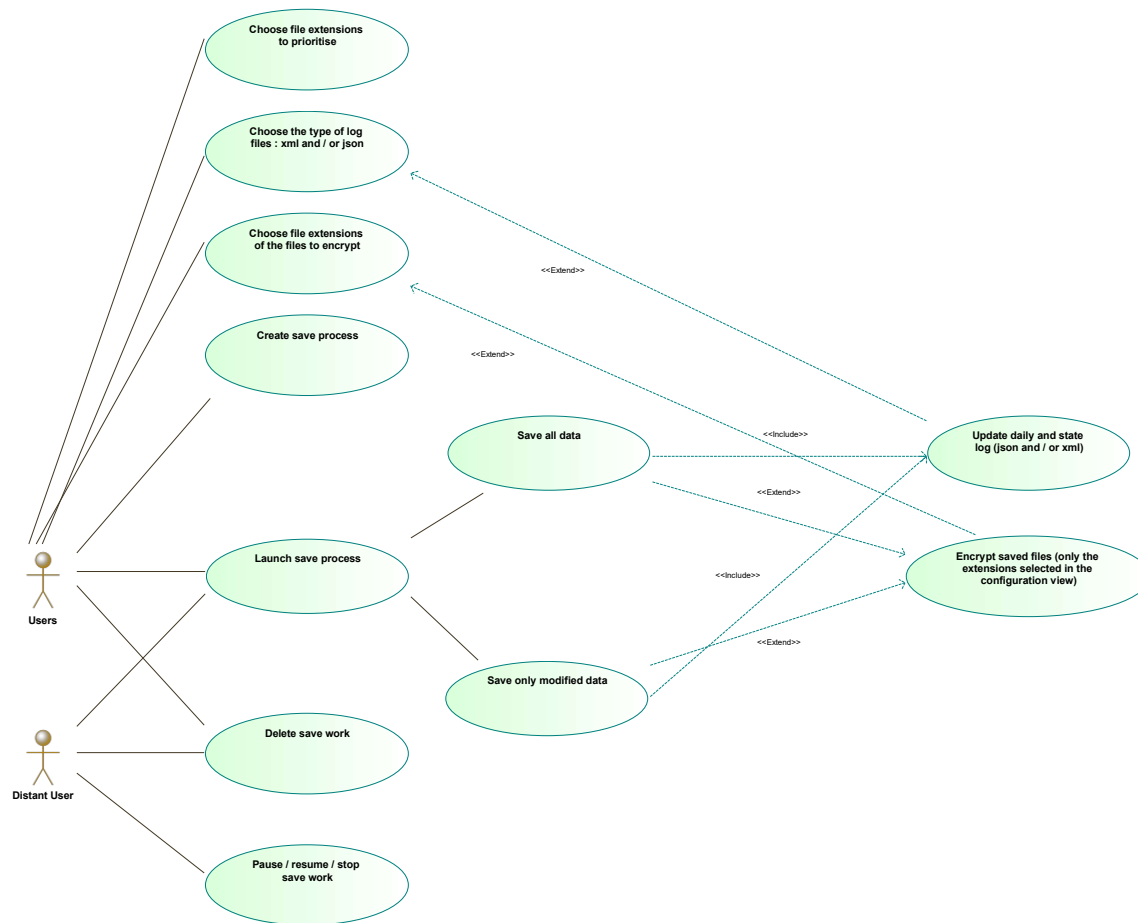 Choose file extensions
to prioritise
Choose the type of log
files : xml and / or json
Choose file extensions
of the files to encrypt
<<Extend>>
Create save process
<<Extend>>
Save all data
<<Include>>
Update daily and state
log (json and / or xml)
<<Extend>>
Launch save process
Encrypt saved files (only the
extensions selected in the
configuration view)
<<Include>>
Users
<<Extend>>
Save only modified data
Delete save work
Distant User
Pause / resume / stop
save work